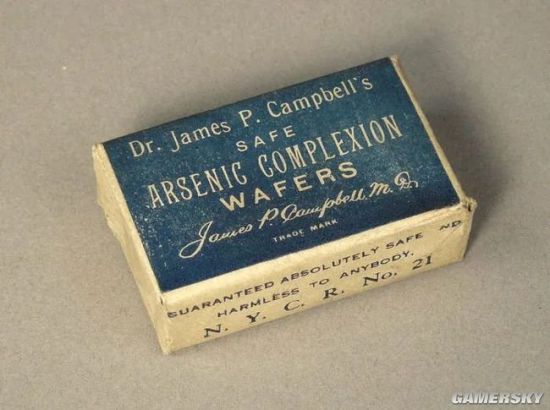 Dr. James P. Campbell's
SAFE
ARSENIC COMPLEXION
WAFERS
James P. Campbell, M.D.
TRADE MARK
GUARANTEED ABSOLUTELY SAFE ND
HARMLESS TO ANYBODY.
N. Y. C. R. No. 21
GAMERSKY